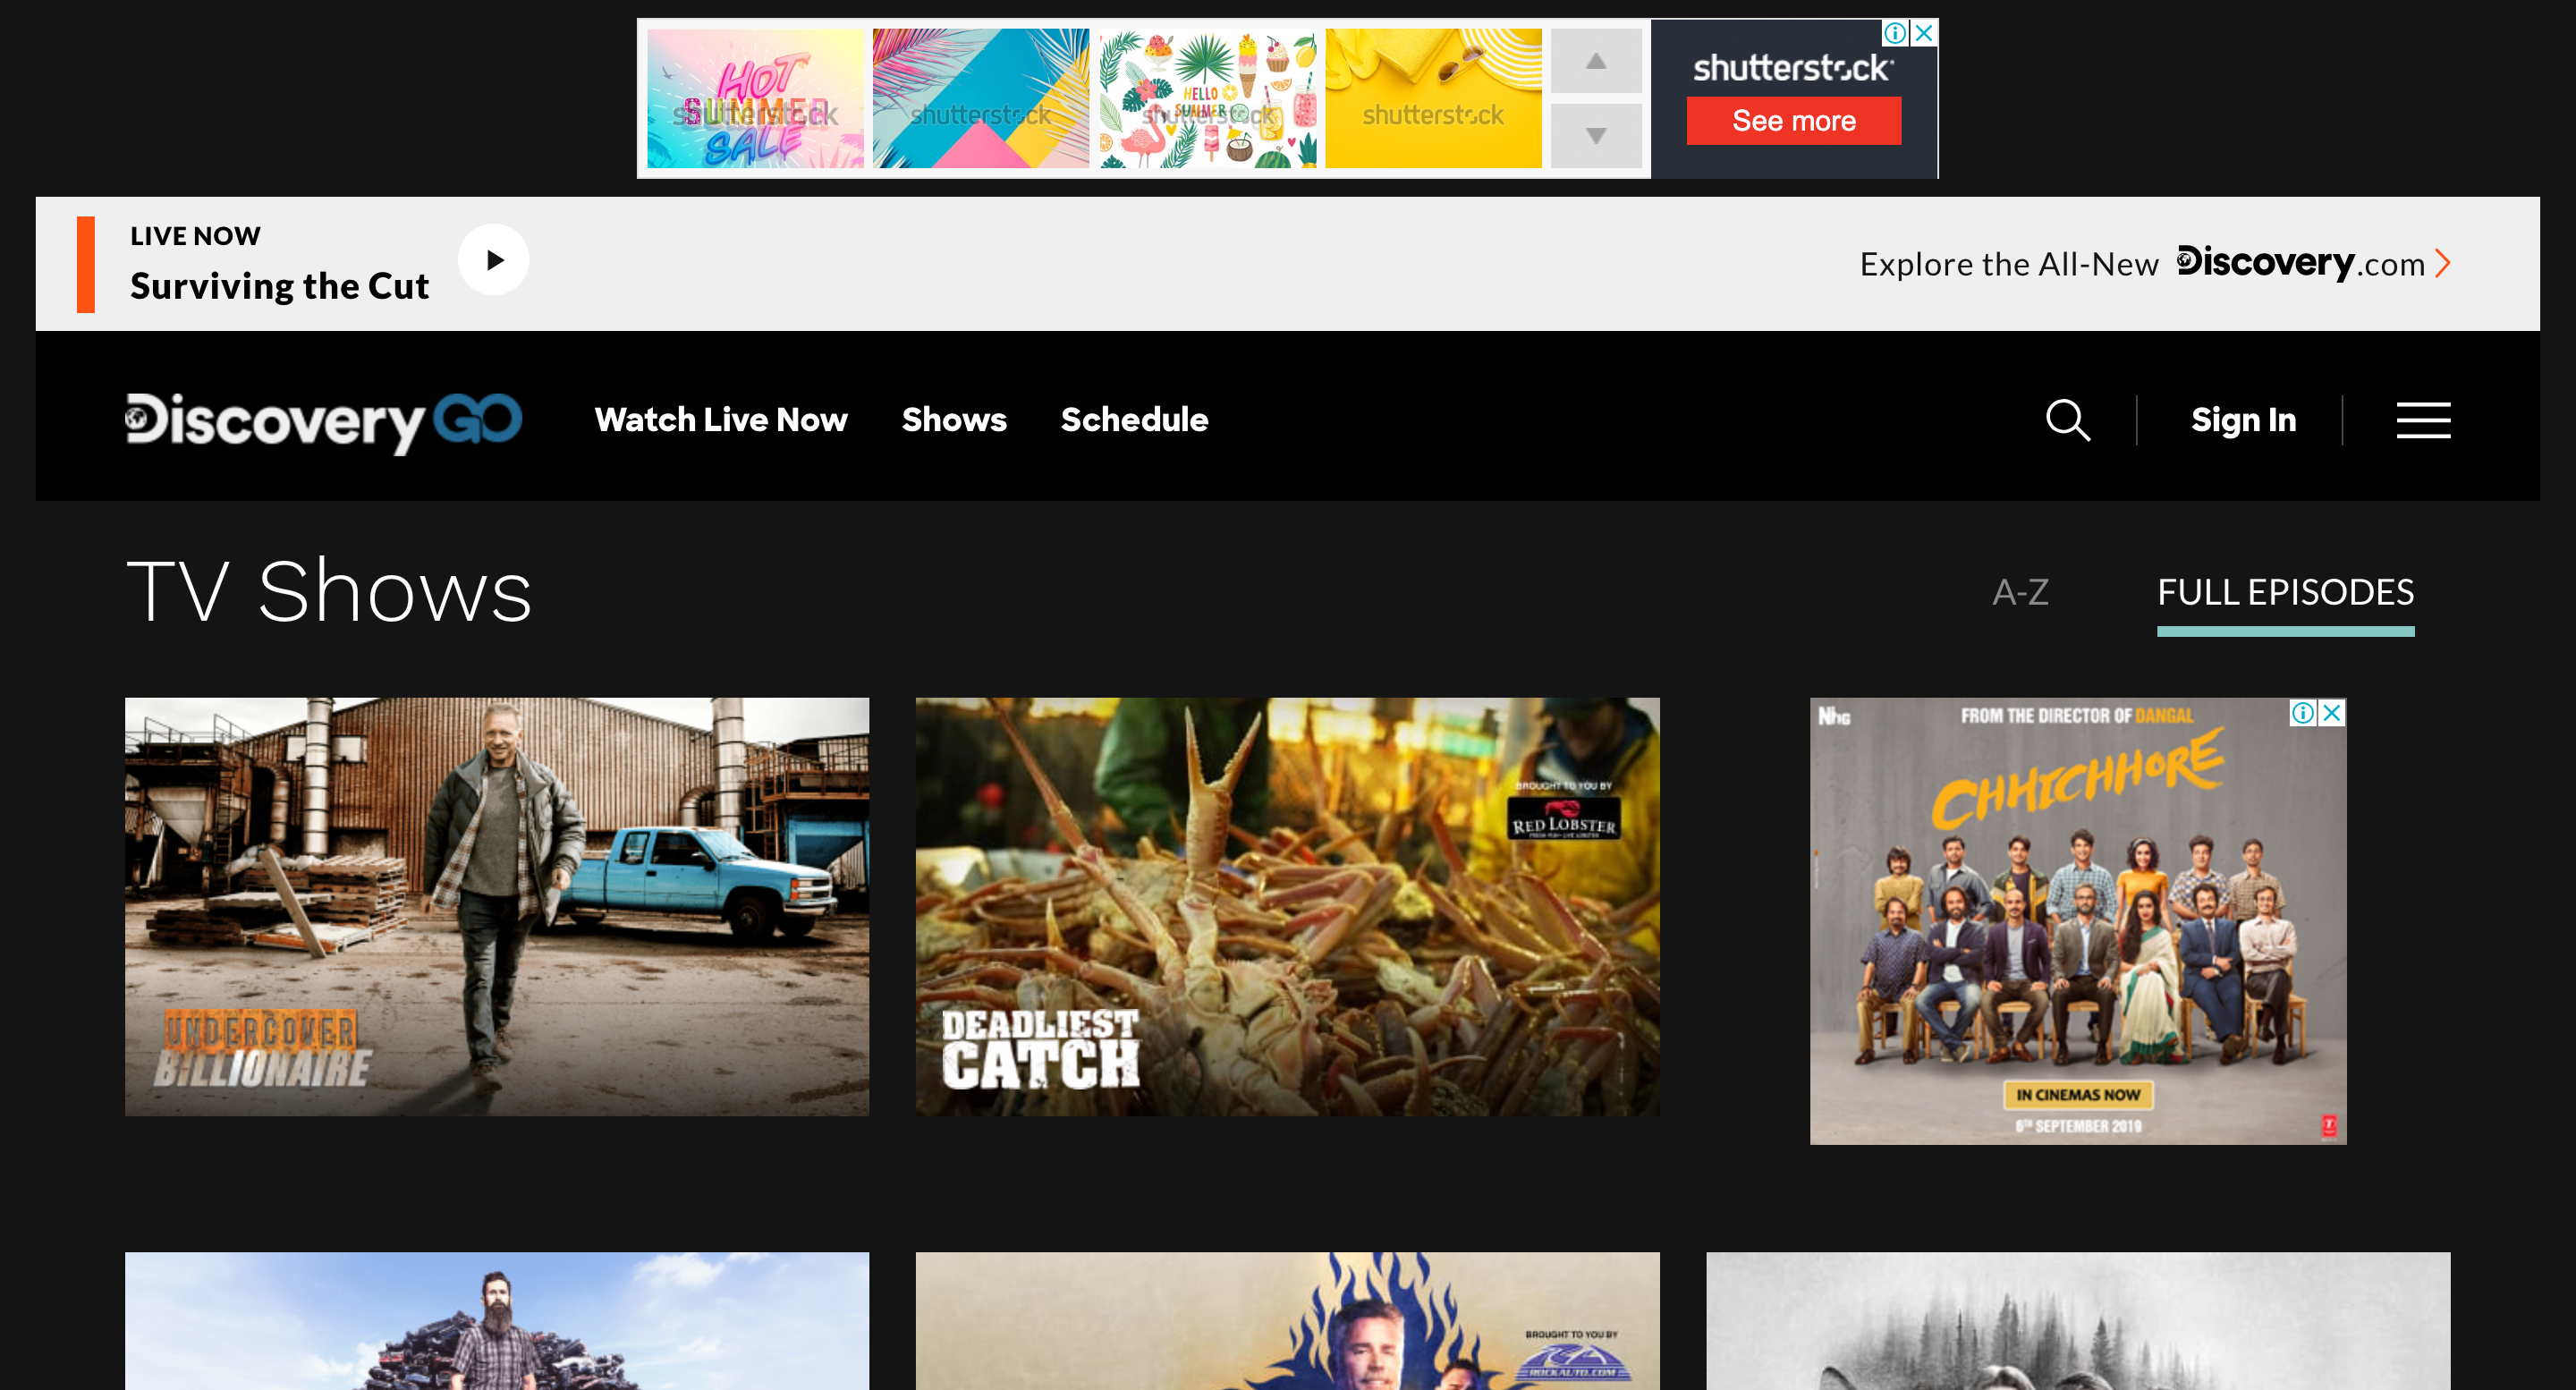 HOT
SUMMER
SALE
shutterstock
shutterstock
HELLO
SUMMER
shutterstock
shutterstock
shutterstock
See more
LIVE NOW
Surviving the Cut
Explore the All-New Discovery.com
Discovery GO
Watch Live Now
Shows
Schedule
Sign In
TV Shows
A-Z
FULL EPISODES
UNDERCOVER
BILLIONAIRE
BROUGHT TO YOU BY
RED LOBSTER
DEADLIEST
CATCH
FROM THE DIRECTOR OF DANGAL
CHHICHHORE
IN CINEMAS NOW
6TH SEPTEMBER 2019
BROUGHT TO YOU BY
ROCKAUTO.COM